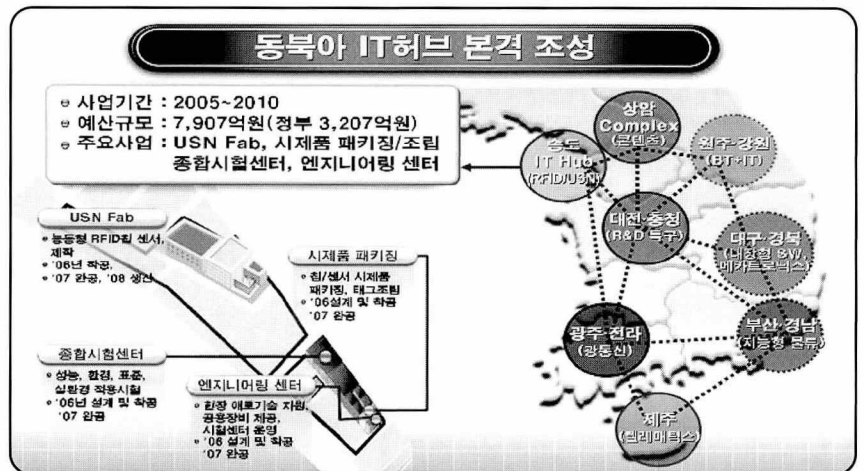 동북아 IT허브 본격 조성
사업기간 : 2005~2010
예산규모 : 7,907억원(정부 3,207억원)
주요사업 : USN Fab, 시제품 패키징/조립
종합시험센터, 엔지니어링 센터
상암
Complex
(콘텐츠)
송도
IT Hub
(RFID/USN)
원주·강원
(BT+IT)
대전·충청
(R&D 특구)
대구·경북
SW,
메카트로닉스)
광주·전라
(광통신)
부산·경남
(지능형 물류)
제주
(텔레매틱스)
USN Fab
능동형 RFID칩 센서,
제작
'06년 착공,
'07 완공, '08 생산
시제품 패키징
칩/센서 시제품
패키징, 태그조립
'06설계 및 착공
'07 완공
종합시험센터
성능, 환경, 표준,
실환경 적용시험
'06년 설계 및 착공
'07 완공
엔지니어링 센터
현장 애로기술 지원,
공용장비 제공,
시험센터 운영
'06 설계 및 착공
'07 완공